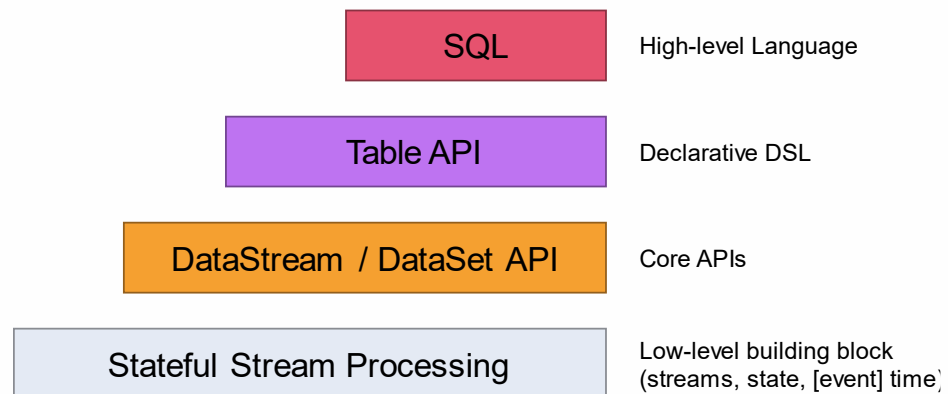 SQL
High-level Language
Table API
Declarative DSL
DataStream / DataSet API
Core APIs
Stateful Stream Processing
Low-level building block
(streams, state, [event] time)